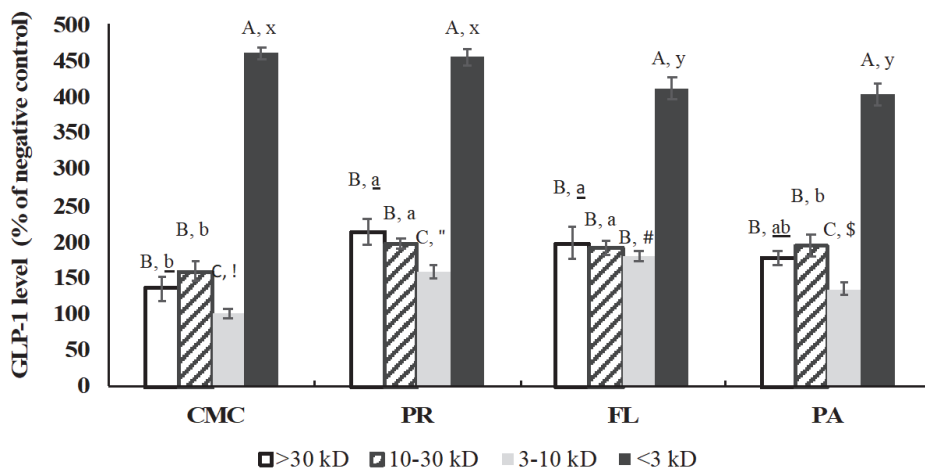 GLP-1 level (% of negative control)
500
450
400
350
300
250
200
150
100
50
0
A, x
B, b
B, b
C, !
A, x
B, a
B, a
C, "
A, y
B, a
B, a
B, #
A, y
B, b
B, ab
C, $
CMC PR FL PA
>30 kD 10-30 kD 3-10 kD <3 kD